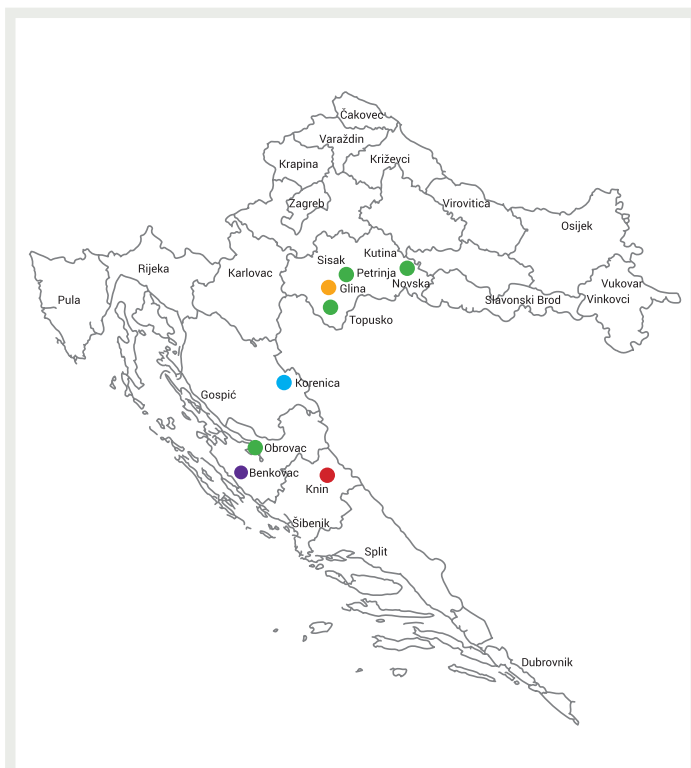 Čakovec
Varaždin
Krapina
Križevci
Zagreb
Virovitica
Osijek
Rijeka
Karlovac
Sisak
Kutina
Petrinja
Glina
Novska
Vukovar
Vinkovci
Slavonski Brod
Pula
Topusko
Korenica
Gospić
Obrovac
Benkovac
Knin
Šibenik
Split
Dubrovnik